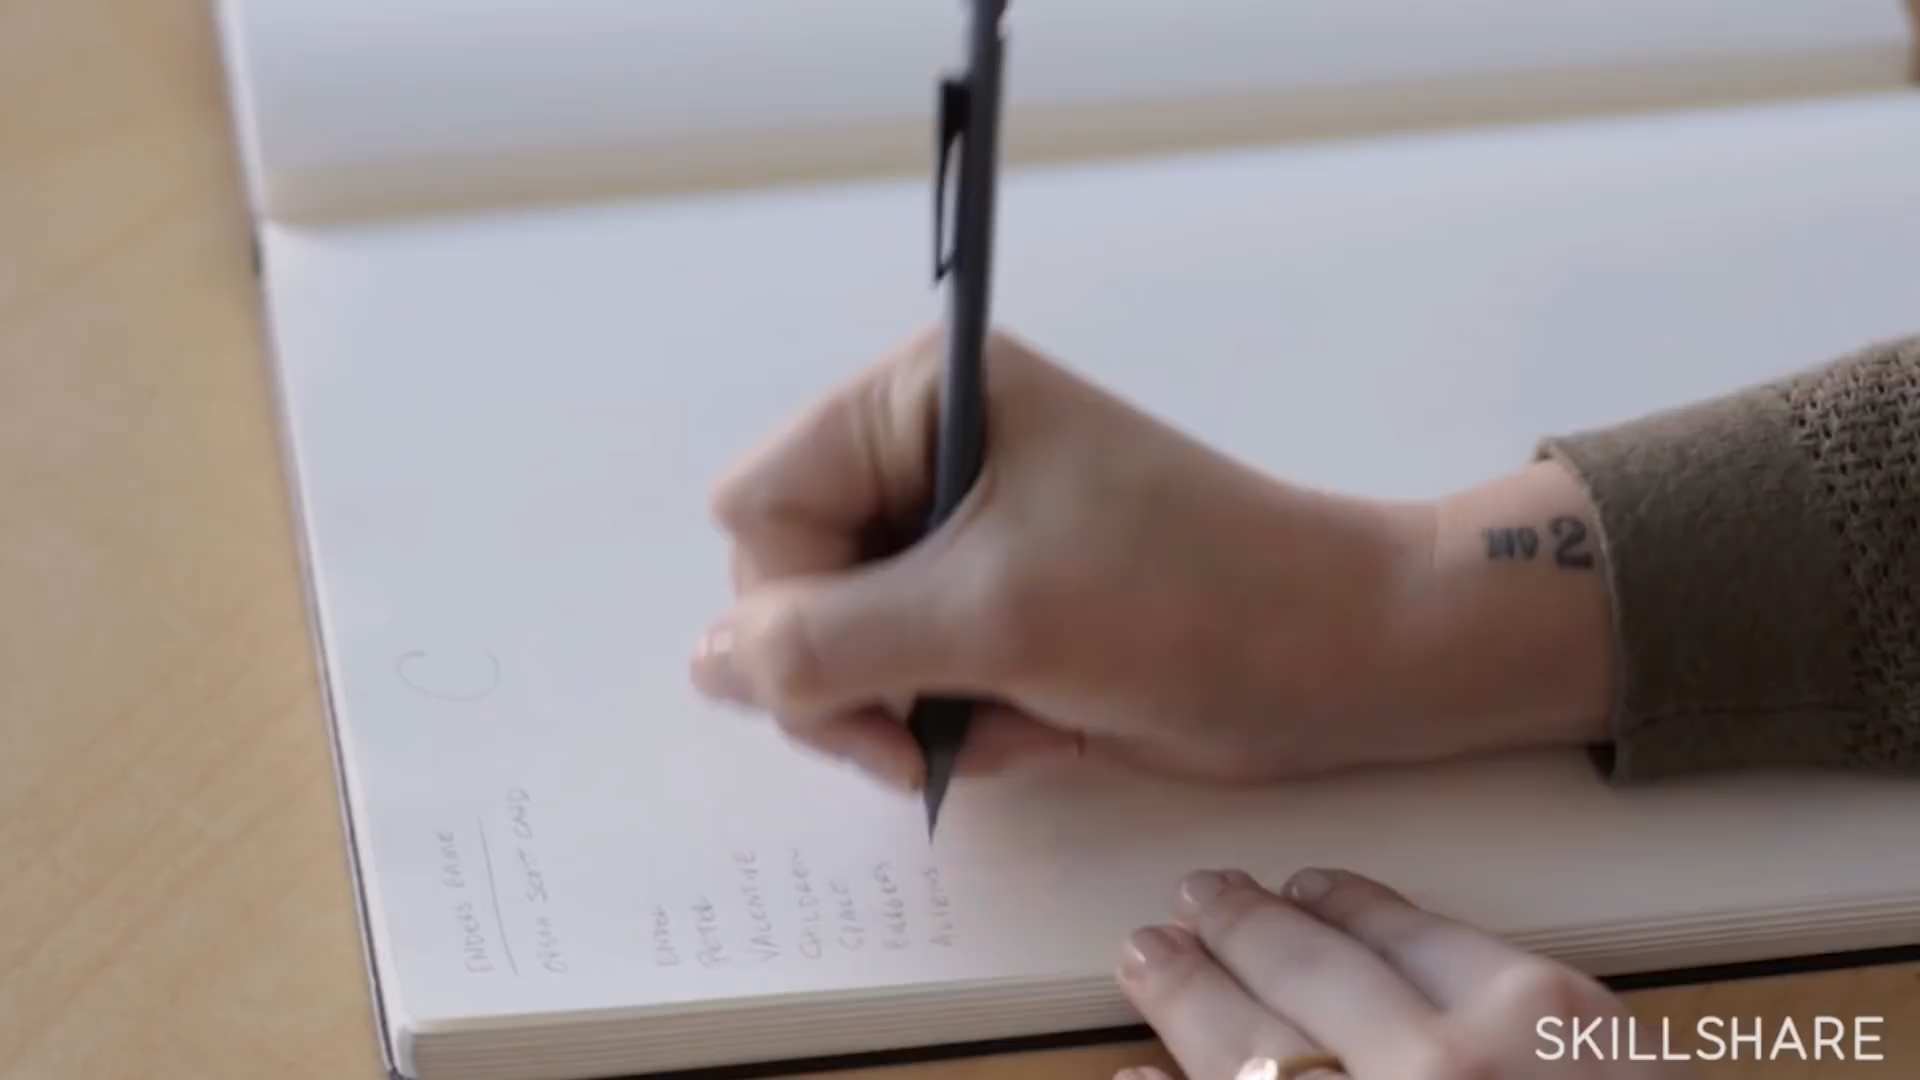 ENDERS GAME
ORSON SCOTT CARD
C
ENDER
PETER
VALENTINE
CHILDREN
SPACE
BUGGERS
ALIENS
NO 2
SKILLSHARE